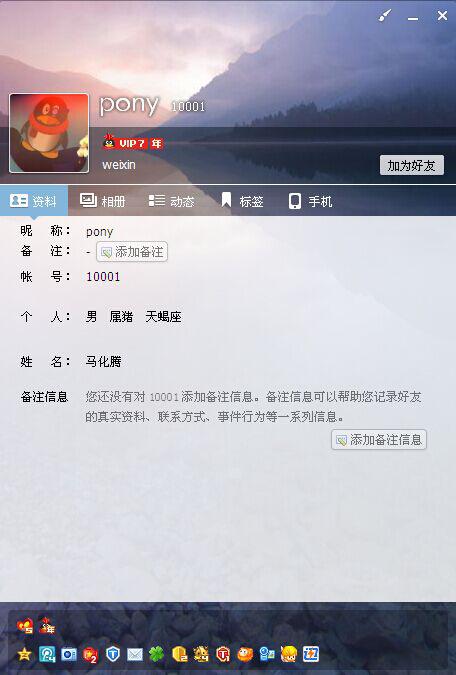 pony 10001
VIP7 年
weixin
加为好友
资料 相册 动态 标签 手机
昵 称： pony
备 注： - 添加备注
帐 号： 10001
个 人： 男 属猪 天蝎座
姓 名： 马化腾
备注信息 您还没有对 10001 添加备注信息。备注信息可以帮助您记录好友
的真实资料、联系方式、事件行为等一系列信息。
添加备注信息